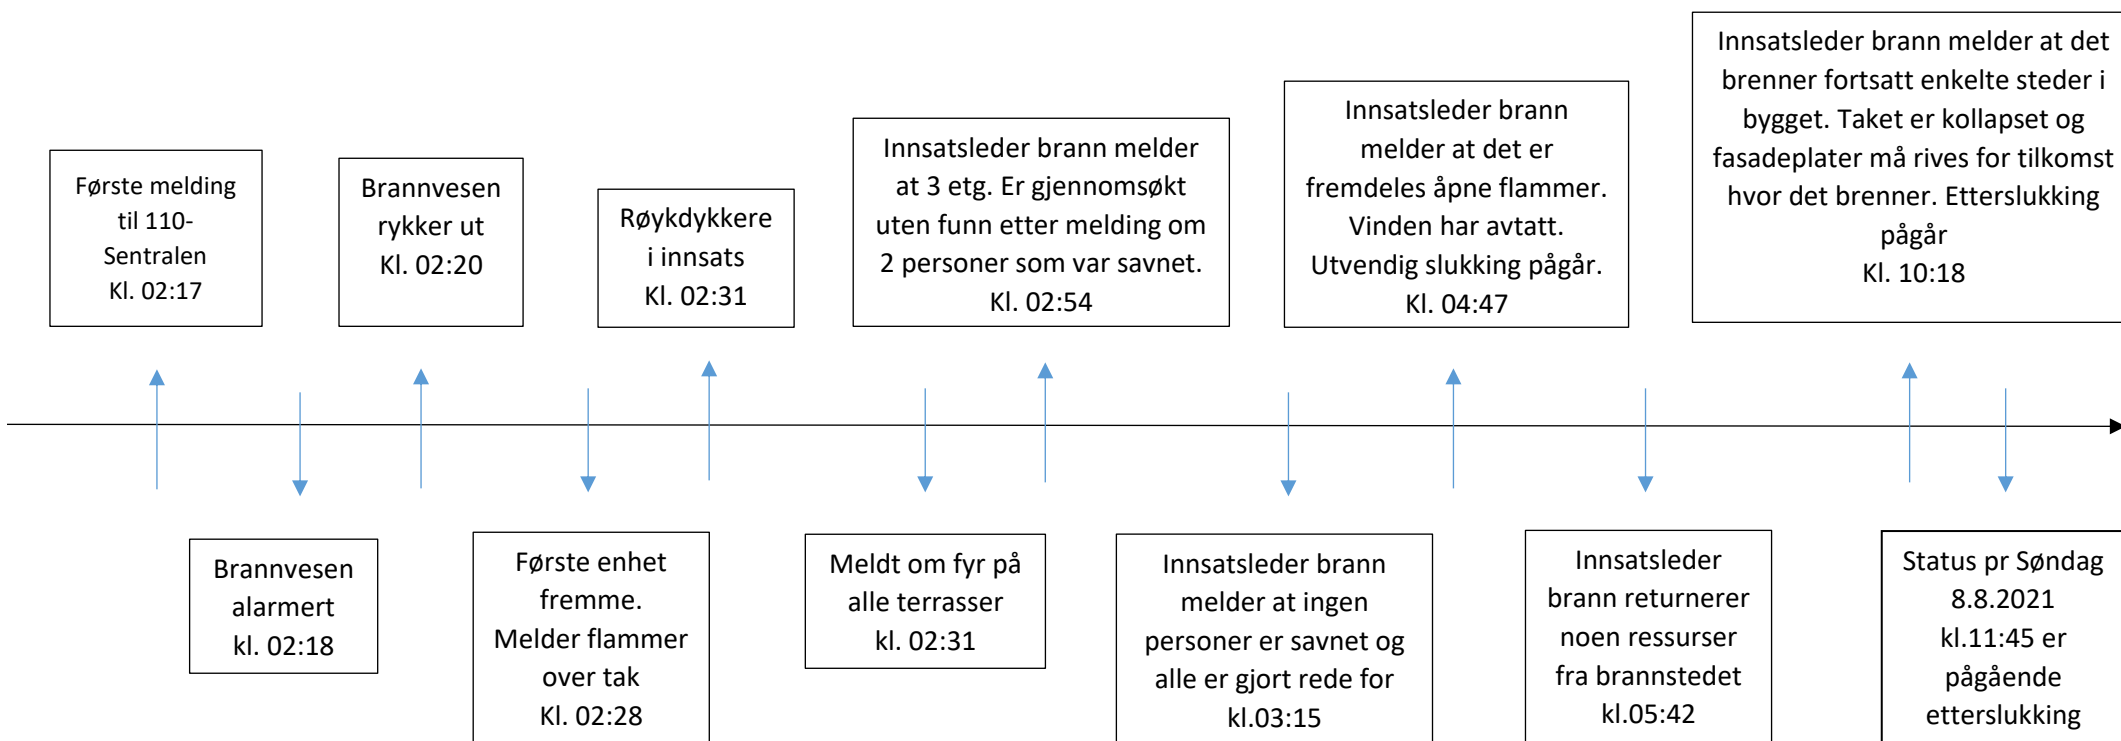 Første melding
til 110-
Sentralen
Kl. 02:17
Brannvesen
rykker ut
Kl. 02:20
Røykdykkere
i innsats
Kl. 02:31
Innsatsleder brann melder
at 3 etg. Er gjennomsøkt
uten funn etter melding om
2 personer som var savnet.
Kl. 02:54
Innsatsleder brann
melder at det er
fremdeles åpne flammer.
Vinden har avtatt.
Utvendig slukking pågår.
Kl. 04:47
Innsatsleder brann melder at det
brenner fortsatt enkelte steder i
bygget. Taket er kollapset og
fasadeplater må rives for tilkomst
hvor det brenner. Etterslukking
pågår
Kl. 10:18
Brannvesen
alarmert
kl. 02:18
Første enhet
fremme.
Melder flammer
over tak
Kl. 02:28
Meldt om fyr på
alle terrasser
kl. 02:31
Innsatsleder brann
melder at ingen
personer er savnet og
alle er gjort rede for
kl.03:15
Innsatsleder
brann returnerer
noen ressurser
fra brannstedet
kl.05:42
Status pr Søndag
8.8.2021
kl.11:45 er
pågående
etterslukking